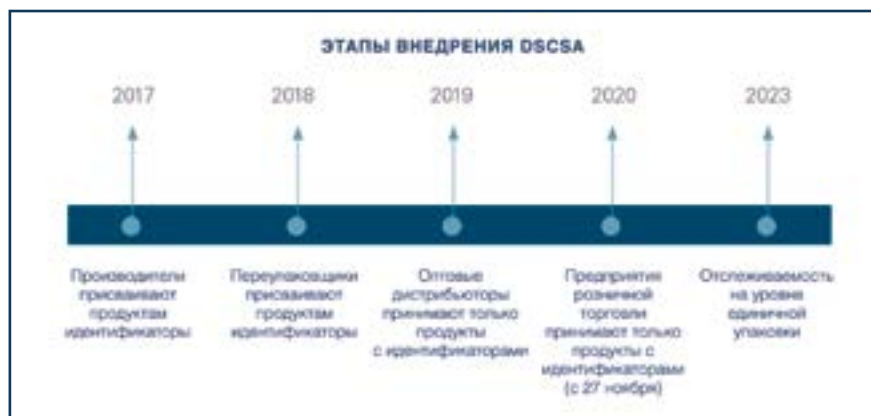 ЭТАПЫ ВНЕДРЕНИЯ DSCSA
2017
2018
2019
2020
2023
Производители
присваивают
продуктам
идентификаторы
Переупаковщики
присваивают
продуктам
идентификаторы
Оптовые
дистрибьюторы
принимают только
продукты
с идентификаторами
Предприятия
розничной
торговли
принимают только
продукты с
идентификаторами
(с 27 ноября)
Отслеживаемость
на уровне
единичной
упаковки